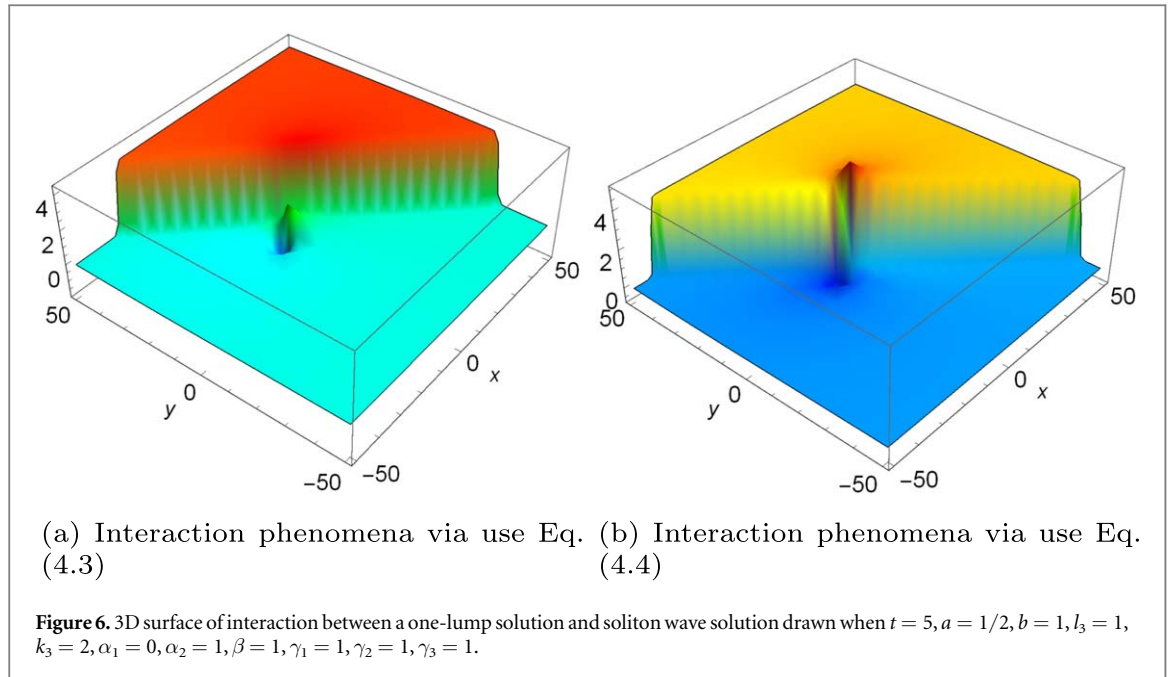 4
2
0
50
0
y
-50
-50
0
x
50
4
2
0
50
0
y
-50
-50
0
x
50
(a) Interaction phenomena via use Eq. (b) Interaction phenomena via use Eq.
(4.3) (4.4)
Figure 6. 3D surface of interaction between a one-lump solution and soliton wave solution drawn when t = 5, a = 1/2, b = 1, l₃ = 1,
k₃ = 2, α₁ = 0, α₂ = 1, β = 1, γ₁ = 1, γ₂ = 1, γ₃ = 1.